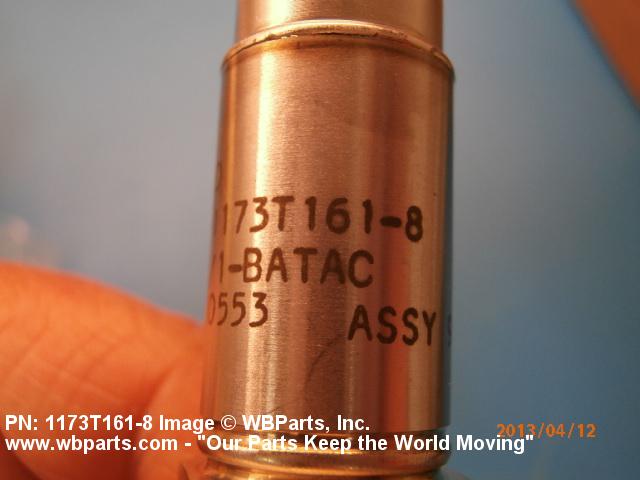 173T161-8
1-BATAC
0553 ASSY
PN: 1173T161-8 Image © WBParts, Inc.
2013/04/12
www.wbparts.com - "Our Parts Keep the World Moving"